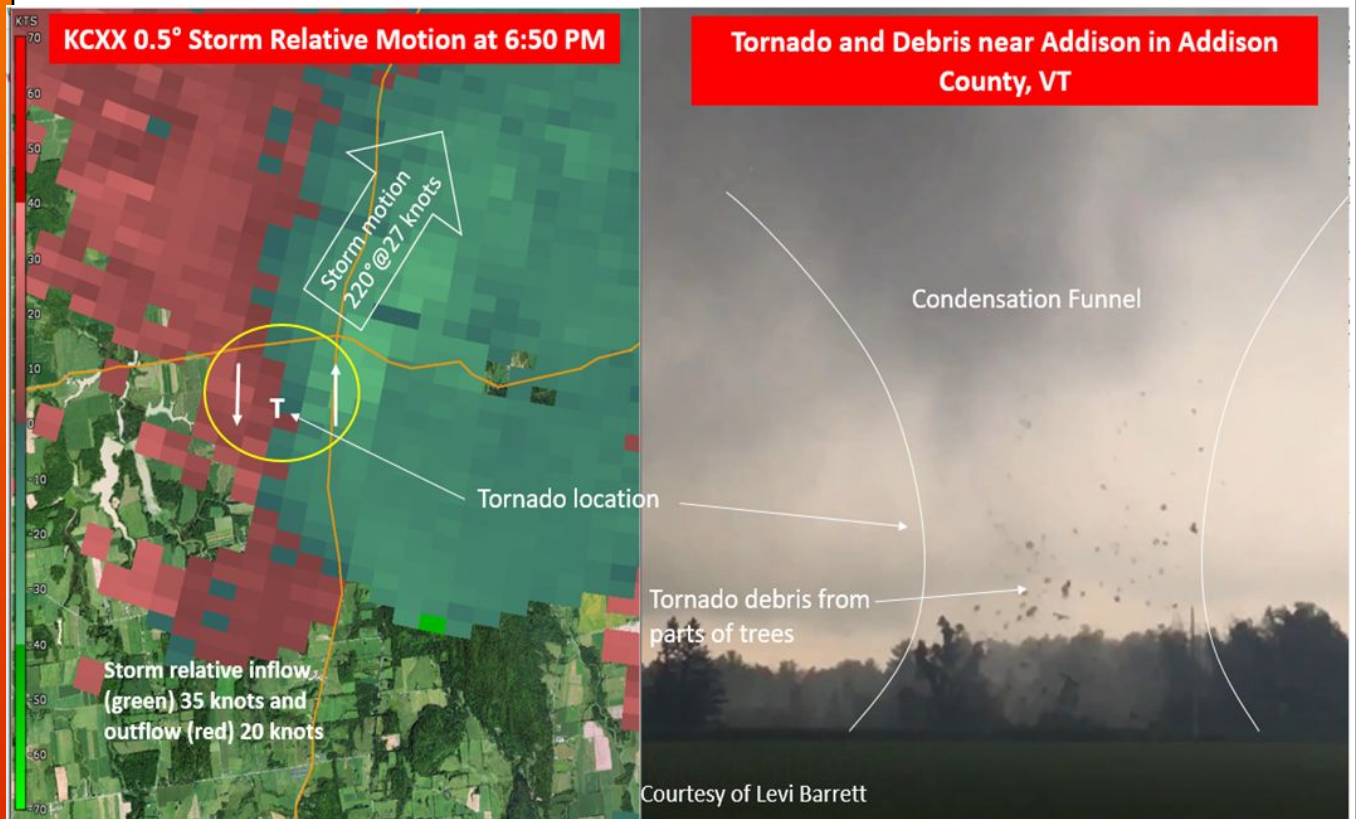 KTS
KCXX 0.5° Storm Relative Motion at 6:50 PM
70
60
50
40
30
20
10
0
-10
-20
-30
-40
-50
-60
-70
Storm motion
220°@27 knots
T
Tornado location
Storm relative inflow
(green) 35 knots and
outflow (red) 20 knots
Tornado and Debris near Addison in Addison
County, VT
Condensation Funnel
Tornado debris from
parts of trees
Courtesy of Levi Barrett